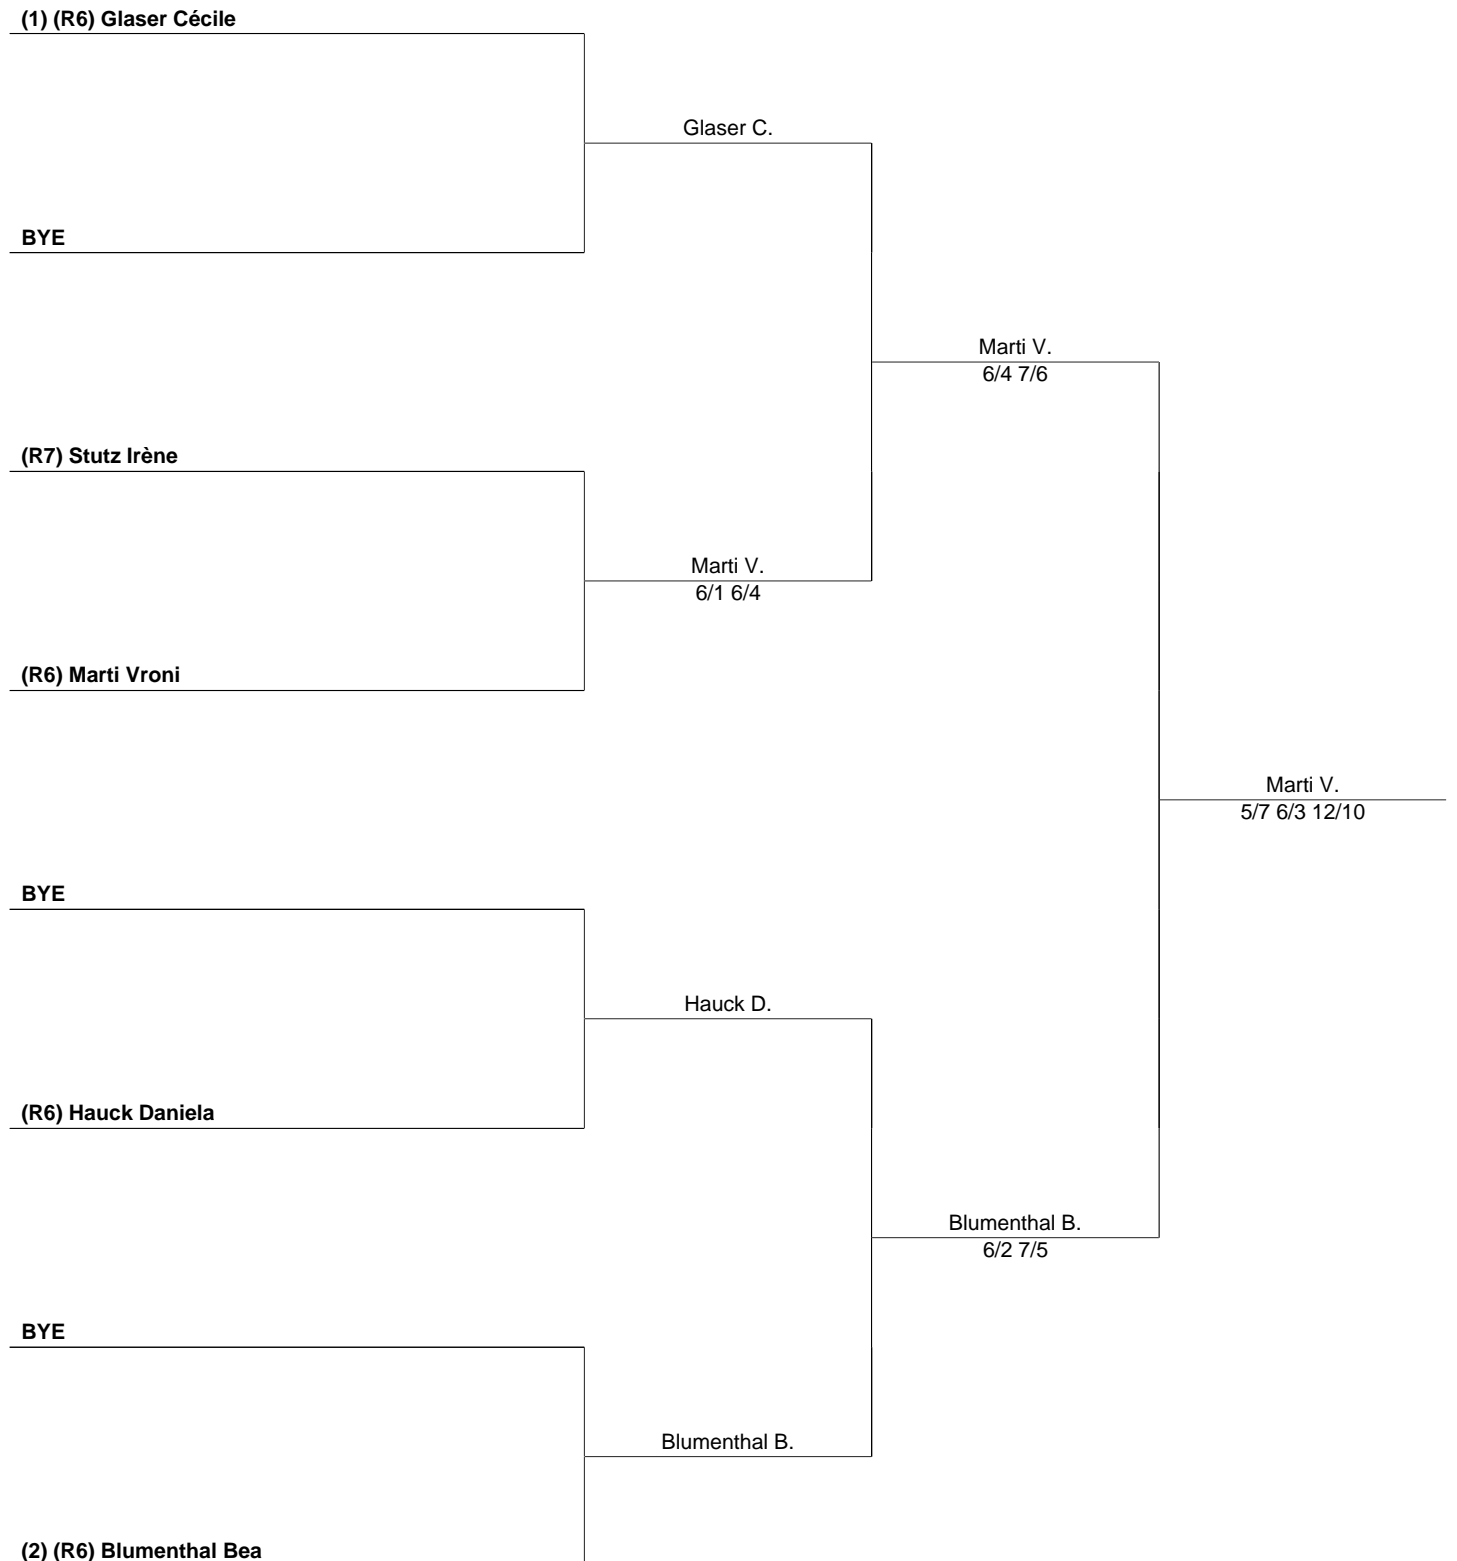 (1) (R6) Glaser Cécile
Glaser C.
BYE
Marti V.
6/4 7/6
(R7) Stutz Irène
Marti V.
6/1 6/4
(R6) Marti Vroni
Marti V.
5/7 6/3 12/10
BYE
Hauck D.
(R6) Hauck Daniela
Blumenthal B.
6/2 7/5
BYE
Blumenthal B.
(2) (R6) Blumenthal Bea